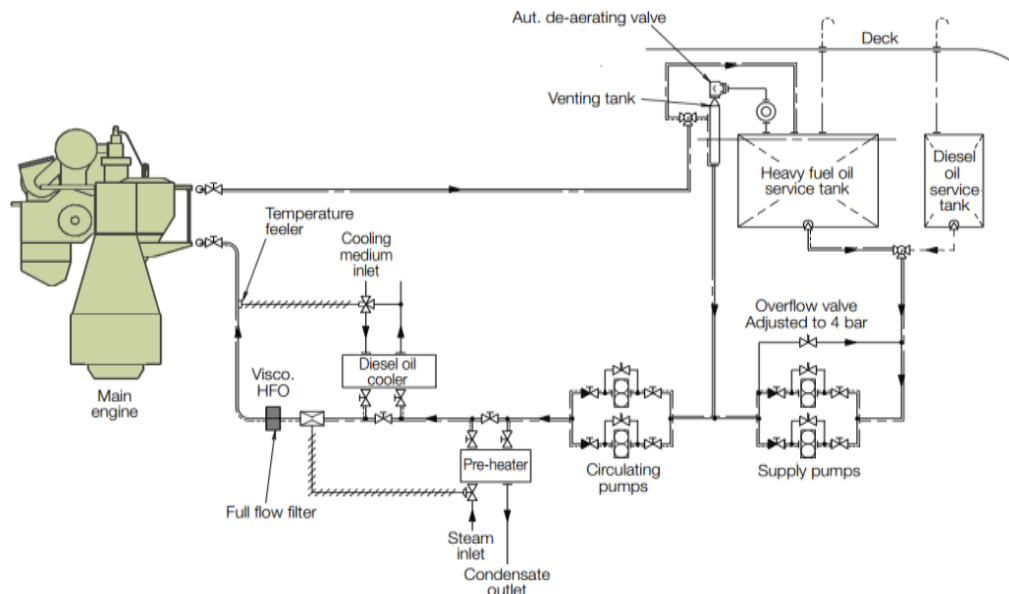 Aut. de-aerating valve
Deck
Venting tank
Heavy fuel oil
service tank
Diesel
oil
service
tank
Temperature
feeler
Cooling
medium
inlet
Overflow valve
Adjusted to 4 bar
Diesel oil
cooler
Visco.
HFO
Main
engine
Pre-heater
Circulating
pumps
Supply pumps
Full flow filter
Steam
inlet
Condensate
outlet